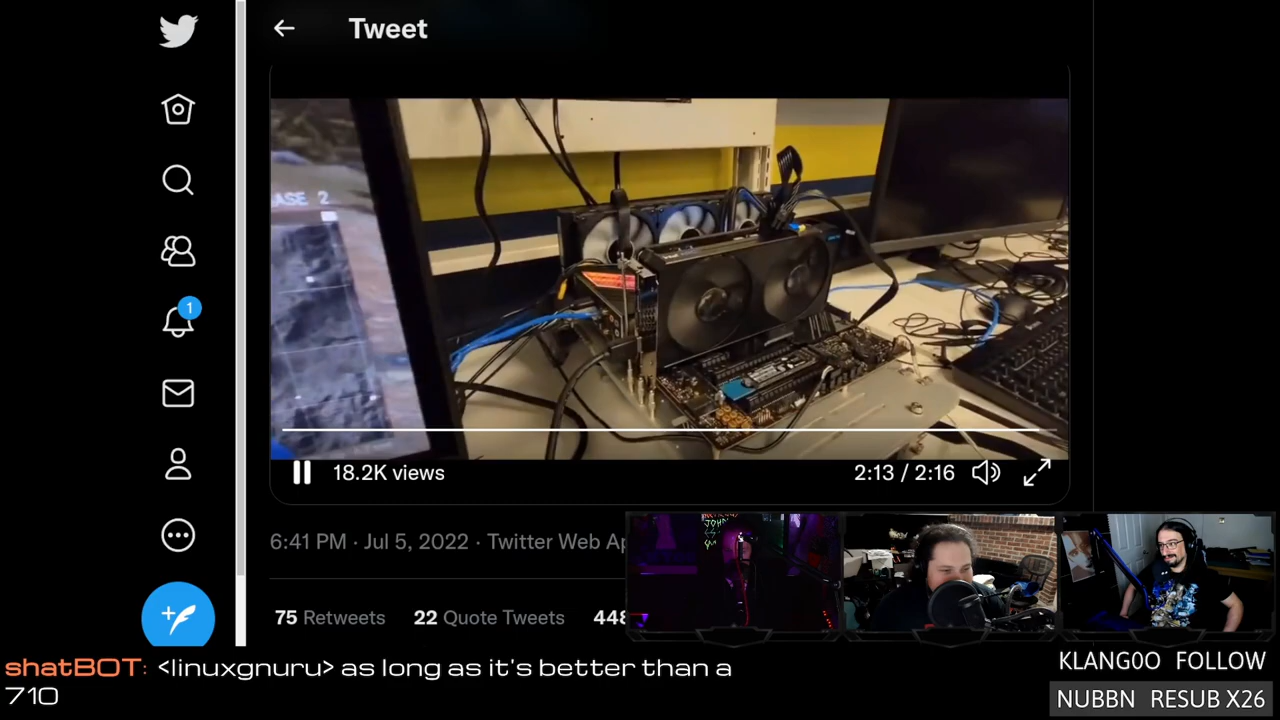 Tweet
ASE 2
1
18.2K views
2:13 / 2:16
6:41 PM · Jul 5, 2022 · Twitter Web Ap
75 Retweets 22 Quote Tweets 448
KLANG0O FOLLOW
NUBBN RESUB X26
shatBOT: <linuxgnuru> as long as it's better than a
710